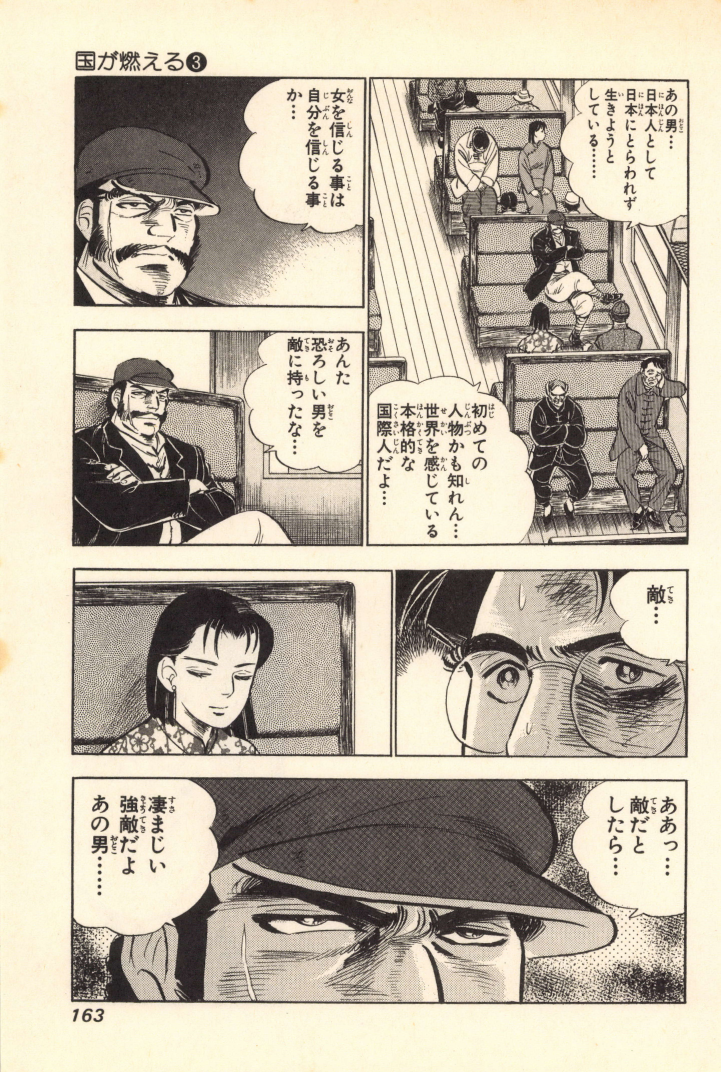 国が燃える❸
あの男…
日本人として
日本にとらわれず
生きようと
している……
初めての
人物かも知れん…
世界を感じている
本格的な
国際人だよ…
女を信じる事は
自分を信じる事
か…
あんた
恐ろしい男を
敵に持ったな…
敵…
ああっ…
敵だと
したら…
凄まじい
強敵だよ
あの男……
163